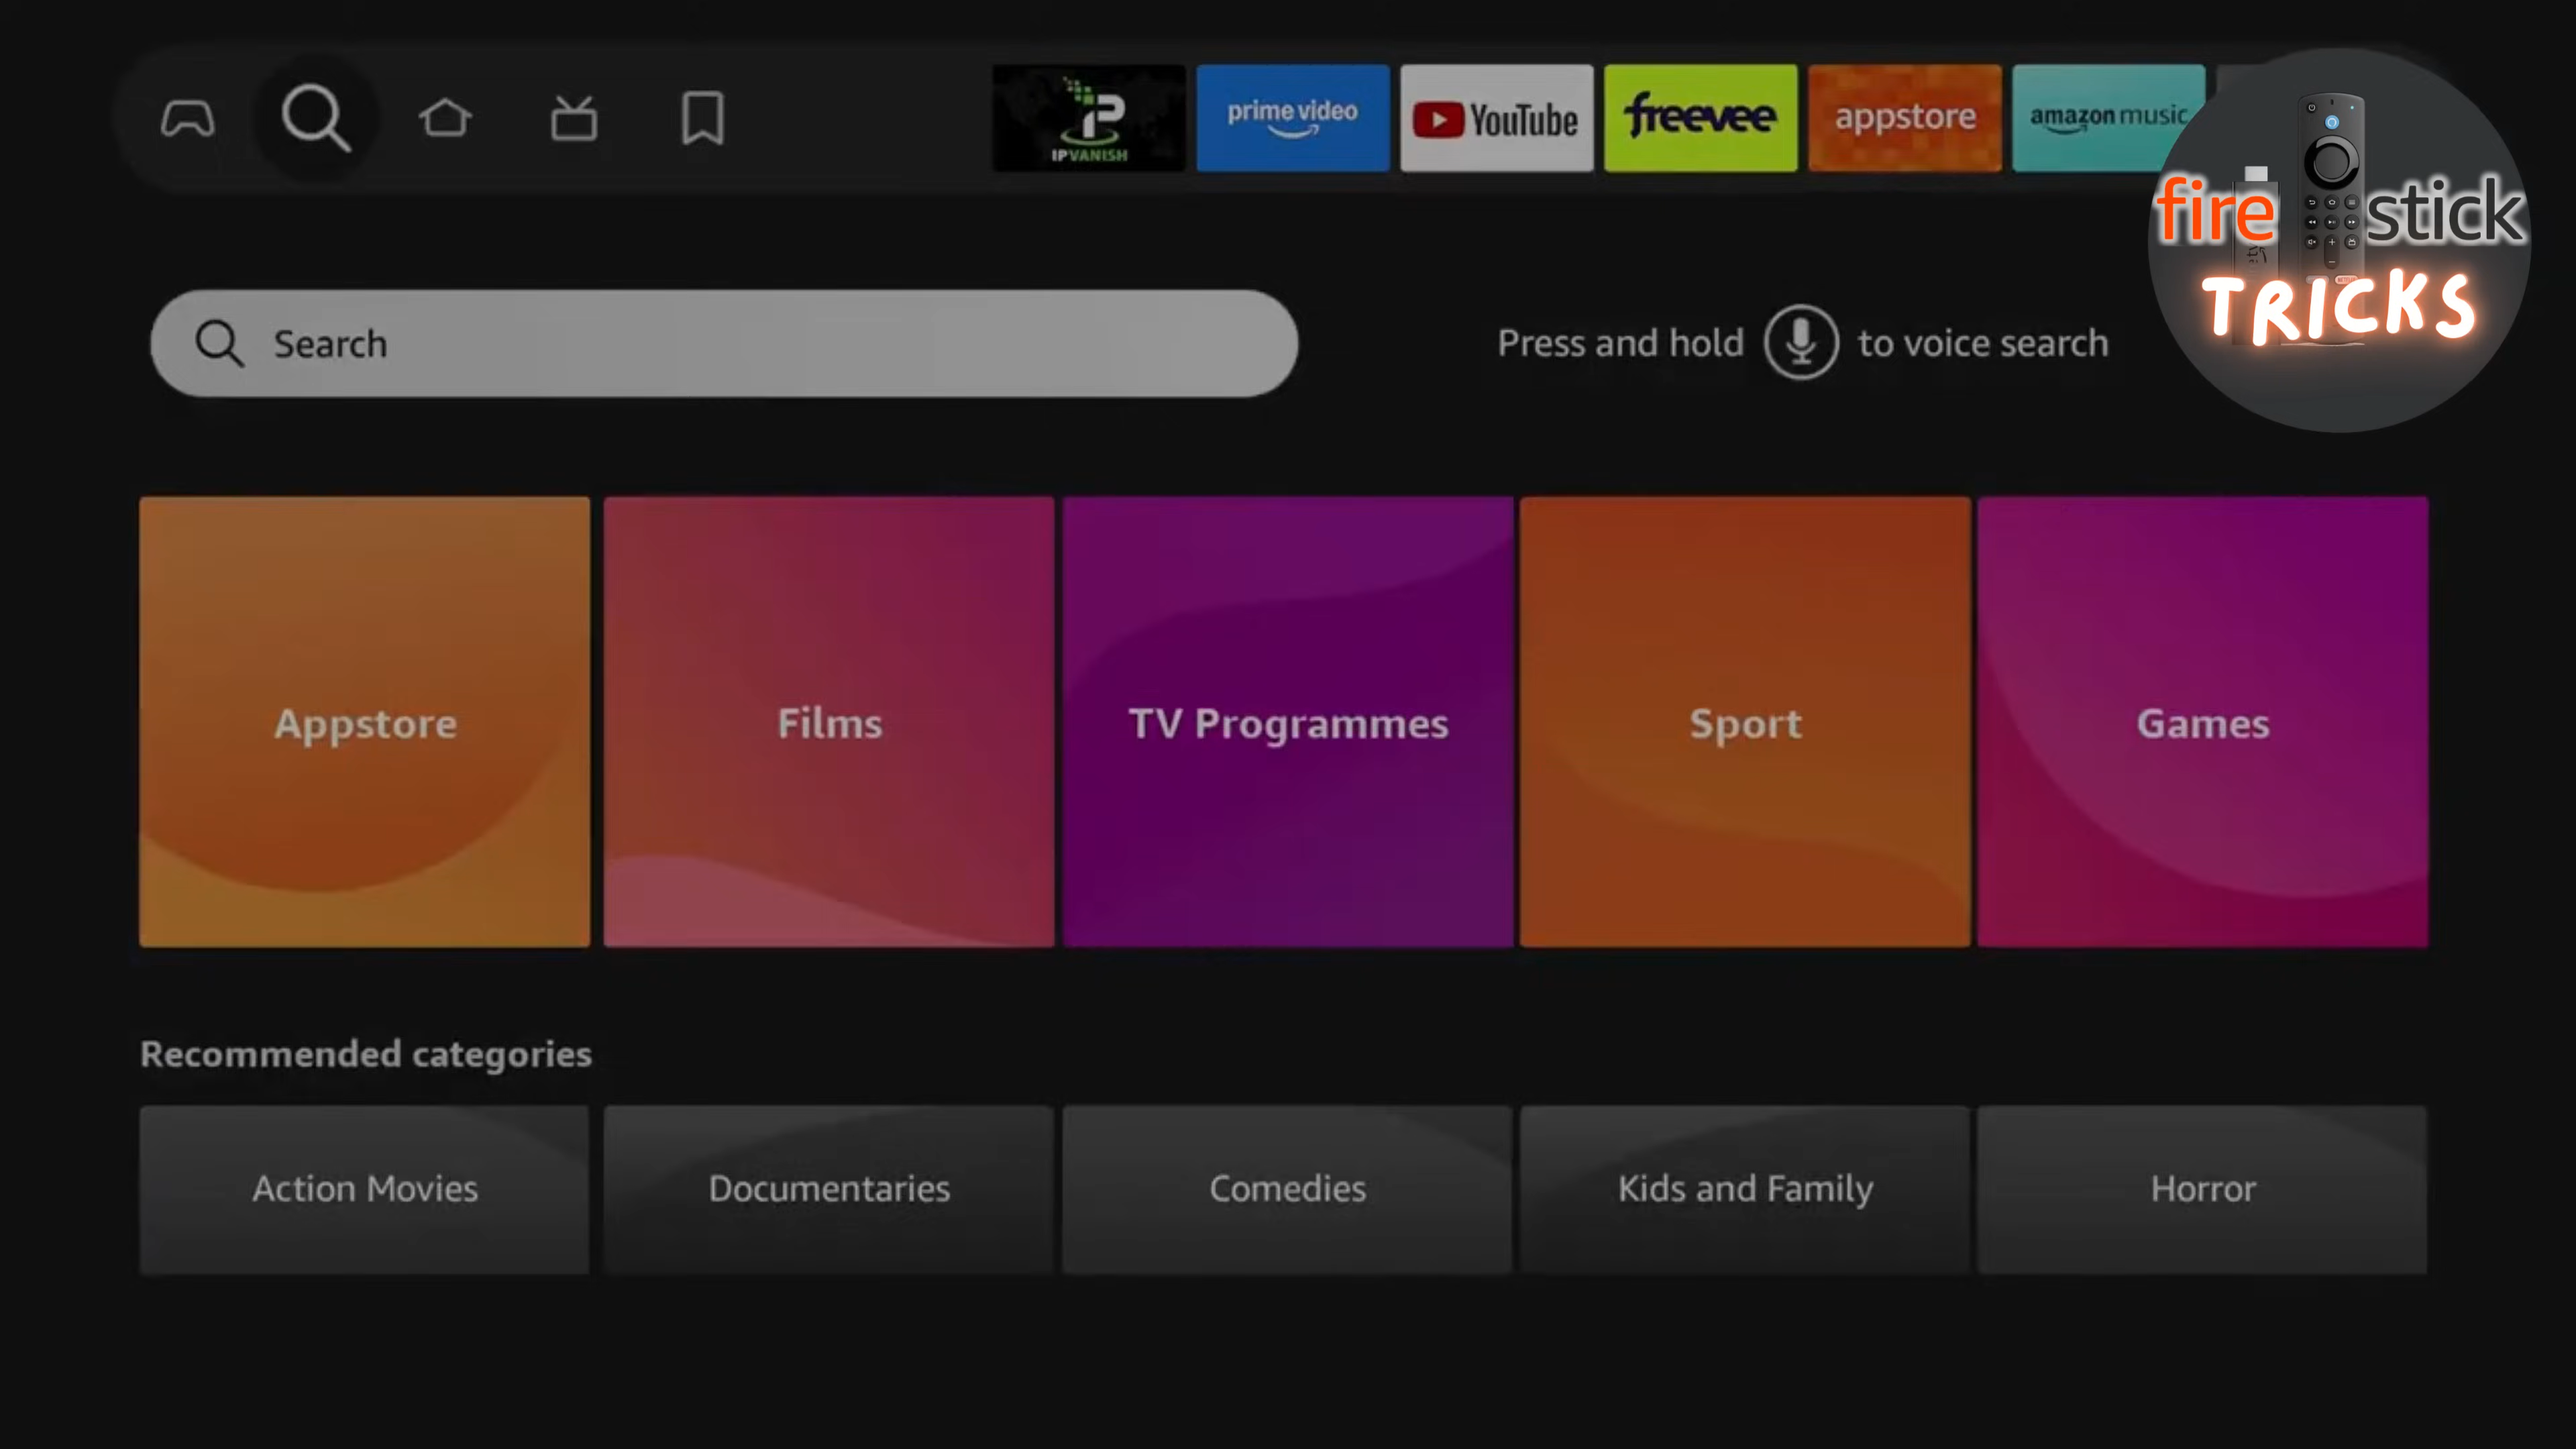 IPVANISH
prime video
YouTube
freevee
appstore
amazon music
fire stick
TRICKS
Search
Press and hold to voice search
Appstore
Films
TV Programmes
Sport
Games
Recommended categories
Action Movies
Documentaries
Comedies
Kids and Family
Horror